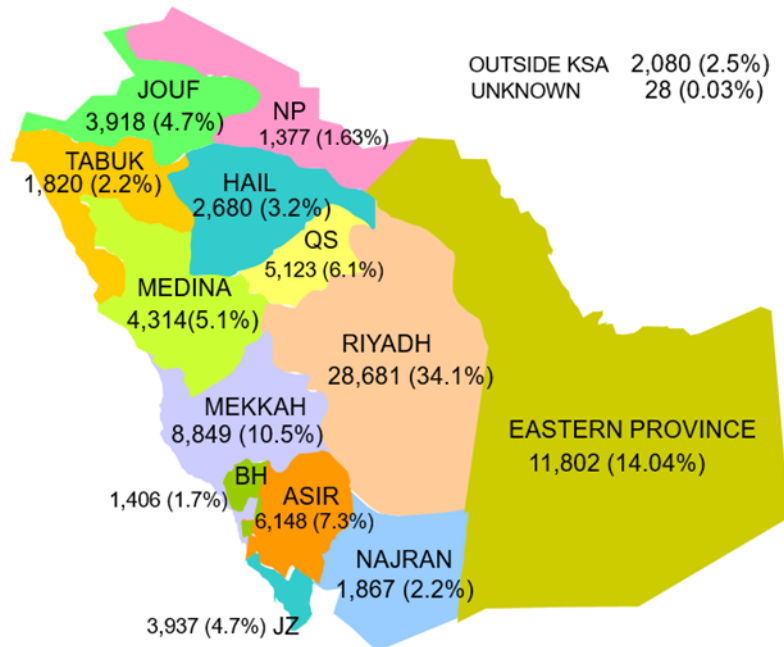 OUTSIDE KSA 2,080 (2.5%)
UNKNOWN 28 (0.03%)
JOUF
3,918 (4.7%)
NP
1,377 (1.63%)
TABUK
1,820 (2.2%)
HAIL
2,680 (3.2%)
QS
5,123 (6.1%)
MEDINA
4,314(5.1%)
RIYADH
28,681 (34.1%)
MEKKAH
8,849 (10.5%)
EASTERN PROVINCE
11,802 (14.04%)
BH
1,406 (1.7%)
ASIR
6,148 (7.3%)
NAJRAN
1,867 (2.2%)
3,937 (4.7%) JZ